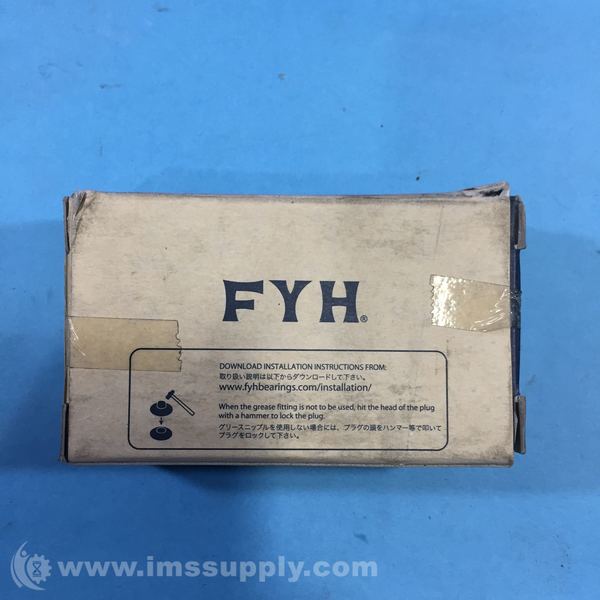 FYH®
DOWNLOAD INSTALLATION INSTRUCTIONS FROM:
取り扱い説明は以下からダウンロードして下さい。
www.fyhbearings.com/installation/
When the grease fitting is not to be used, hit the head of the plug
with a hammer to lock the plug.
グリースニップルを使用しない場合には、プラグの頭をハンマー等で叩いて
プラグをロックして下さい。
www.imssupply.com